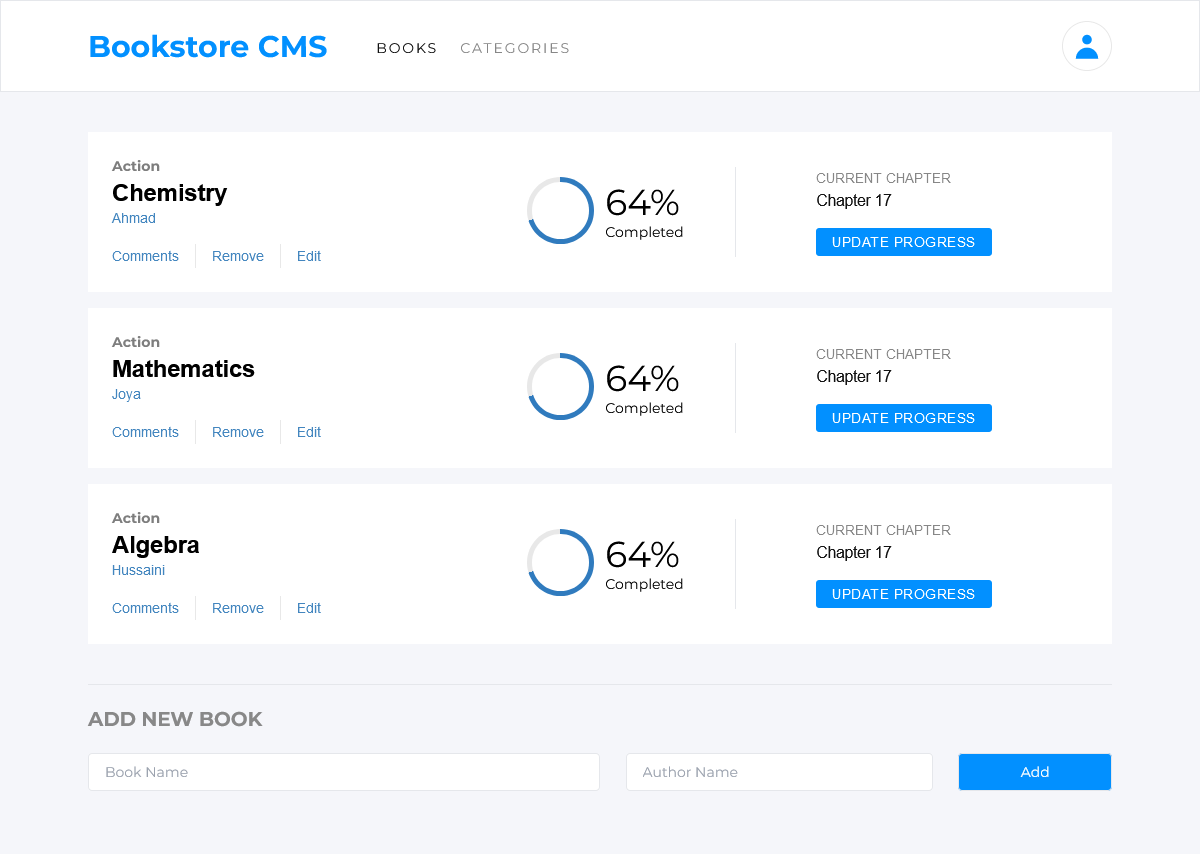 Bookstore CMS BOOKS CATEGORIES
Action
Chemistry
Ahmad
Comments Remove Edit
64%
Completed
CURRENT CHAPTER
Chapter 17
UPDATE PROGRESS
Action
Mathematics
Joya
Comments Remove Edit
64%
Completed
CURRENT CHAPTER
Chapter 17
UPDATE PROGRESS
Action
Algebra
Hussaini
Comments Remove Edit
64%
Completed
CURRENT CHAPTER
Chapter 17
UPDATE PROGRESS
ADD NEW BOOK
Book Name Author Name Add